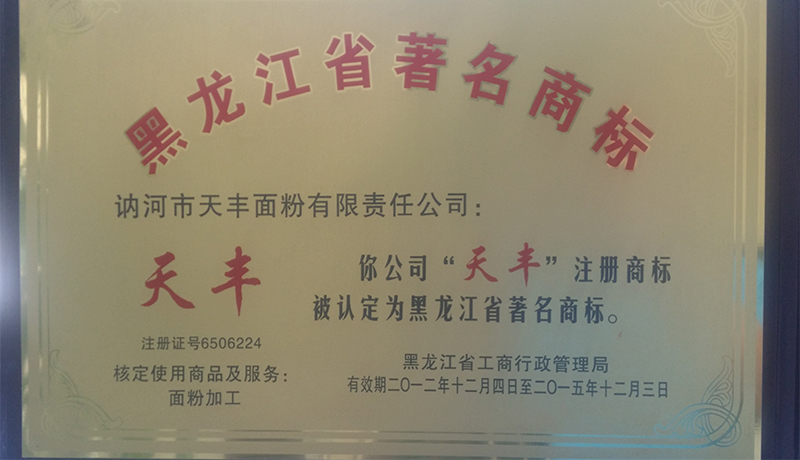 黑龙江省著名商标
讷河市天丰面粉有限责任公司：
天丰
你公司“天丰”注册商标
被认定为黑龙江省著名商标。
注册证号6506224
核定使用商品及服务：
面粉加工
黑龙江省工商行政管理局
有效期二〇一二年十二月四日至二〇一五年十二月三日